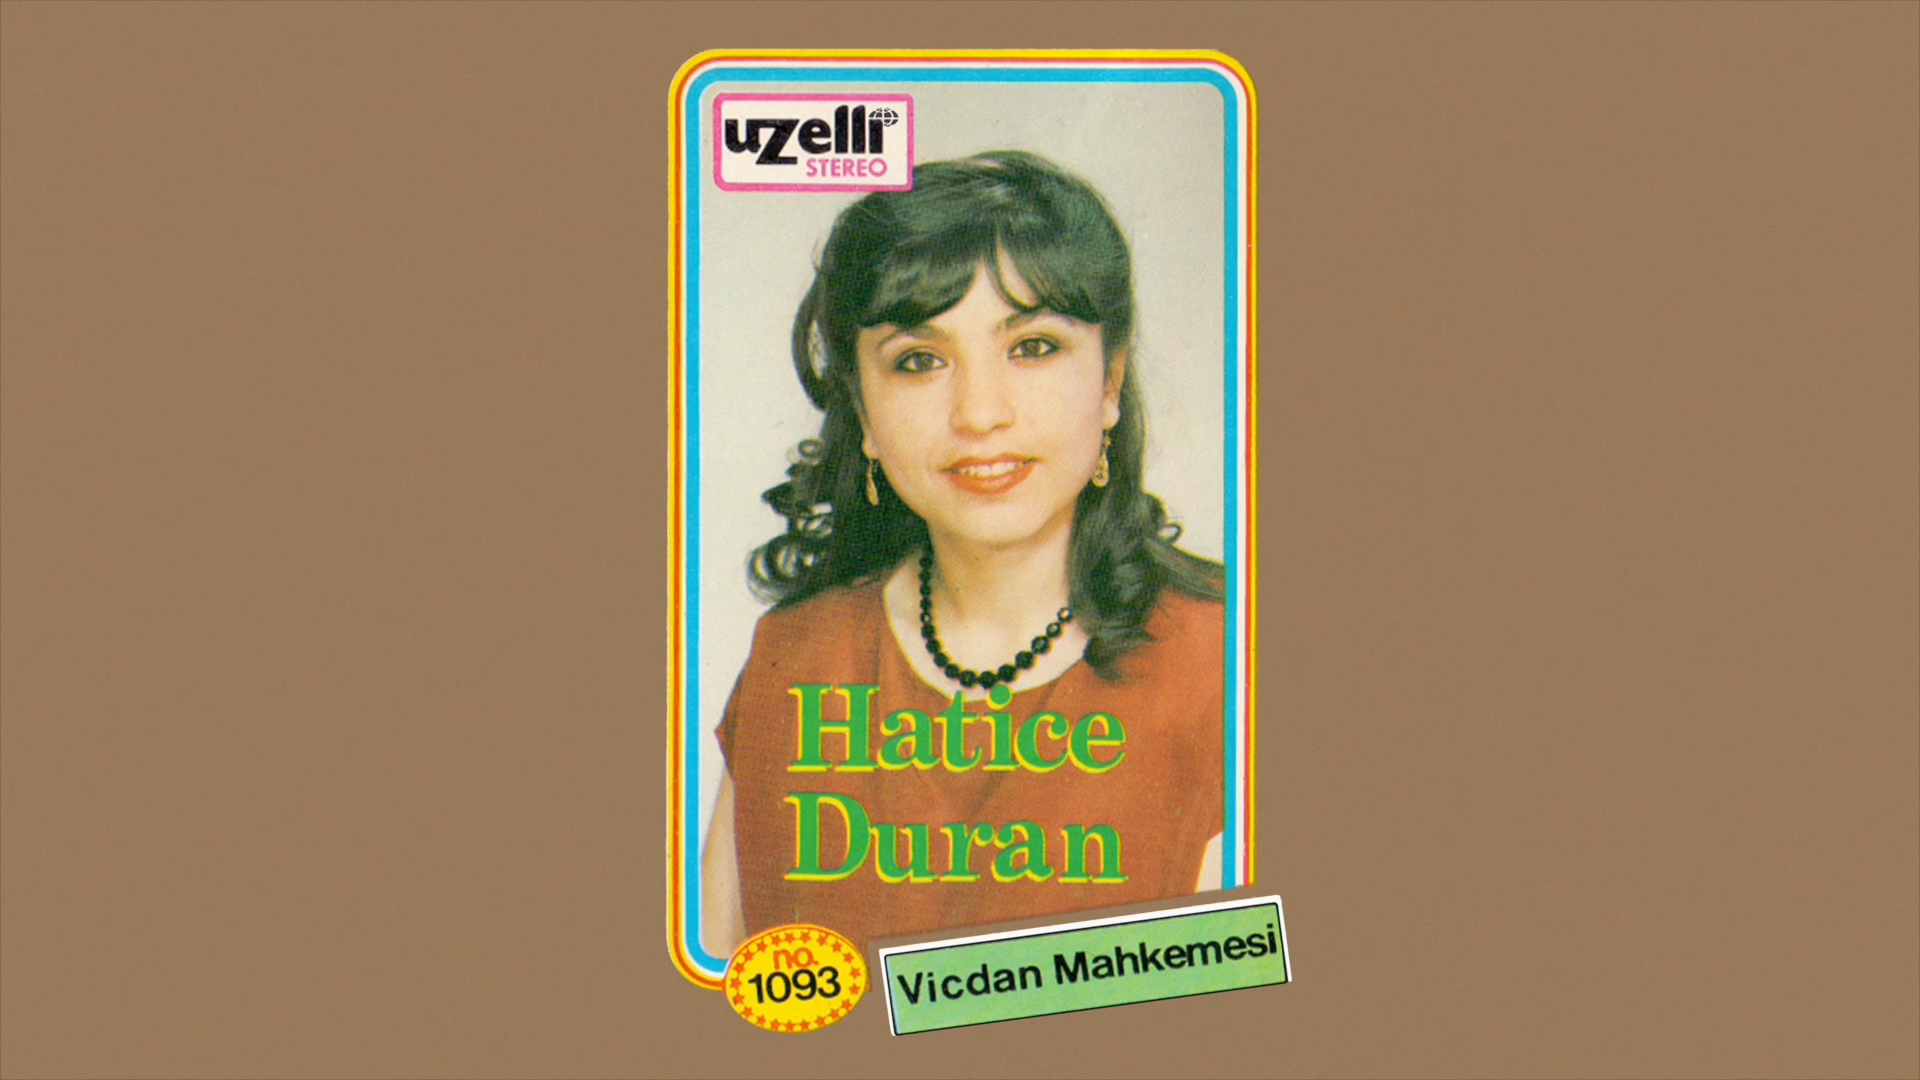 uzelli
STEREO
Hatice
Duran
no.
1093
Vicdan Mahkemesi